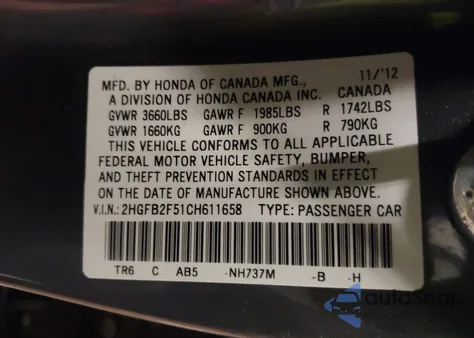 MFD. BY HONDA OF CANADA MFG., 11/'12
A DIVISION OF HONDA CANADA INC. CANADA
GVWR 3660LBS GAWR F 1985LBS R 1742LBS
GVWR 1660KG GAWR F 900KG R 790KG
THIS VEHICLE CONFORMS TO ALL APPLICABLE
FEDERAL MOTOR VEHICLE SAFETY, BUMPER,
AND THEFT PREVENTION STANDARDS IN EFFECT
ON THE DATE OF MANUFACTURE SHOWN ABOVE.
V.I.N.: 2HGFB2F51CH611658 TYPE: PASSENGER CAR
TR6 C AB5 -NH737M -B -H
autoSnap